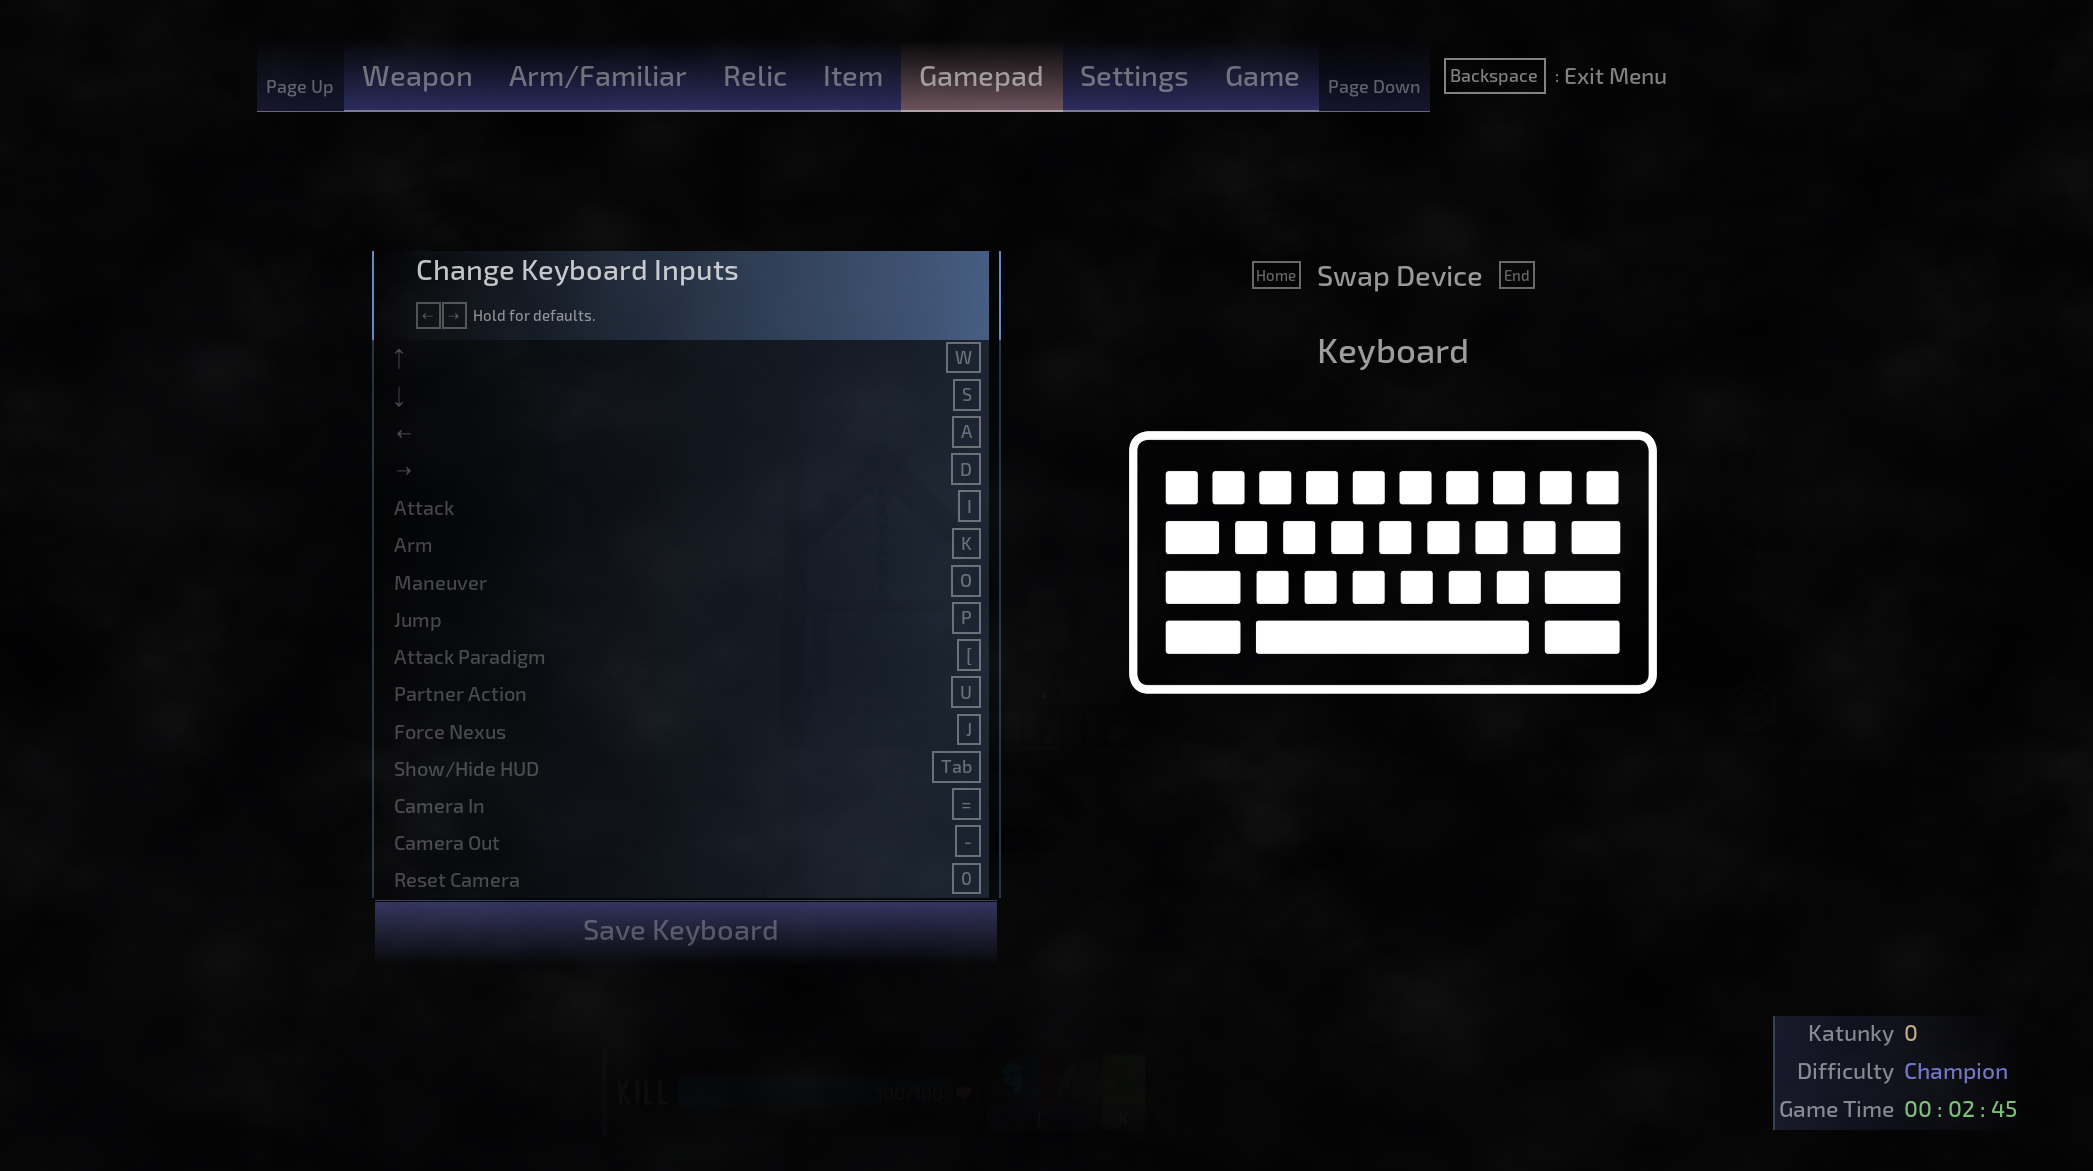 Page Up Weapon Arm/Familiar Relic Item Gamepad Settings Game Page Down Backspace : Exit Menu
Change Keyboard Inputs
← → Hold for defaults.
↑ W
↓ S
← A
→ D
Attack I
Arm K
Maneuver O
Jump P
Attack Paradigm [
Partner Action U
Force Nexus J
Show/Hide HUD Tab
Camera In =
Camera Out -
Reset Camera 0
Save Keyboard
Home Swap Device End
Keyboard
KILL 100/100
I K
Katunky 0
Difficulty Champion
Game Time 00 : 02 : 45